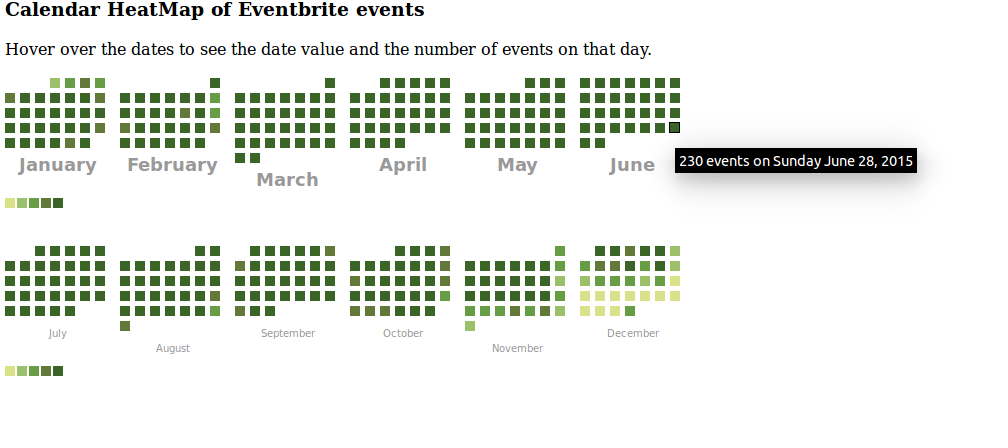 Calendar HeatMap of Eventbrite events
Hover over the dates to see the date value and the number of events on that day.
January February March April May June
230 events on Sunday June 28, 2015
July August September October November December